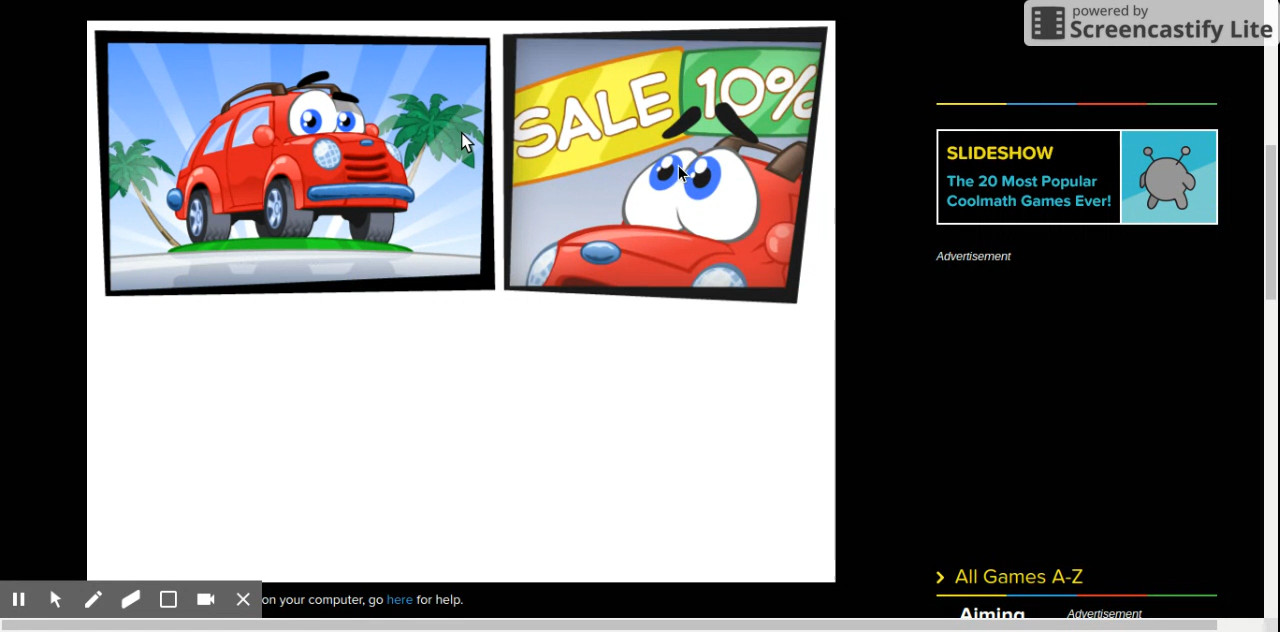 powered by
Screencastify Lite
SALE 10%
SLIDESHOW
The 20 Most Popular
Coolmath Games Ever!
Advertisement
All Games A-Z
Aiming
Advertisement
on your computer, go here for help.